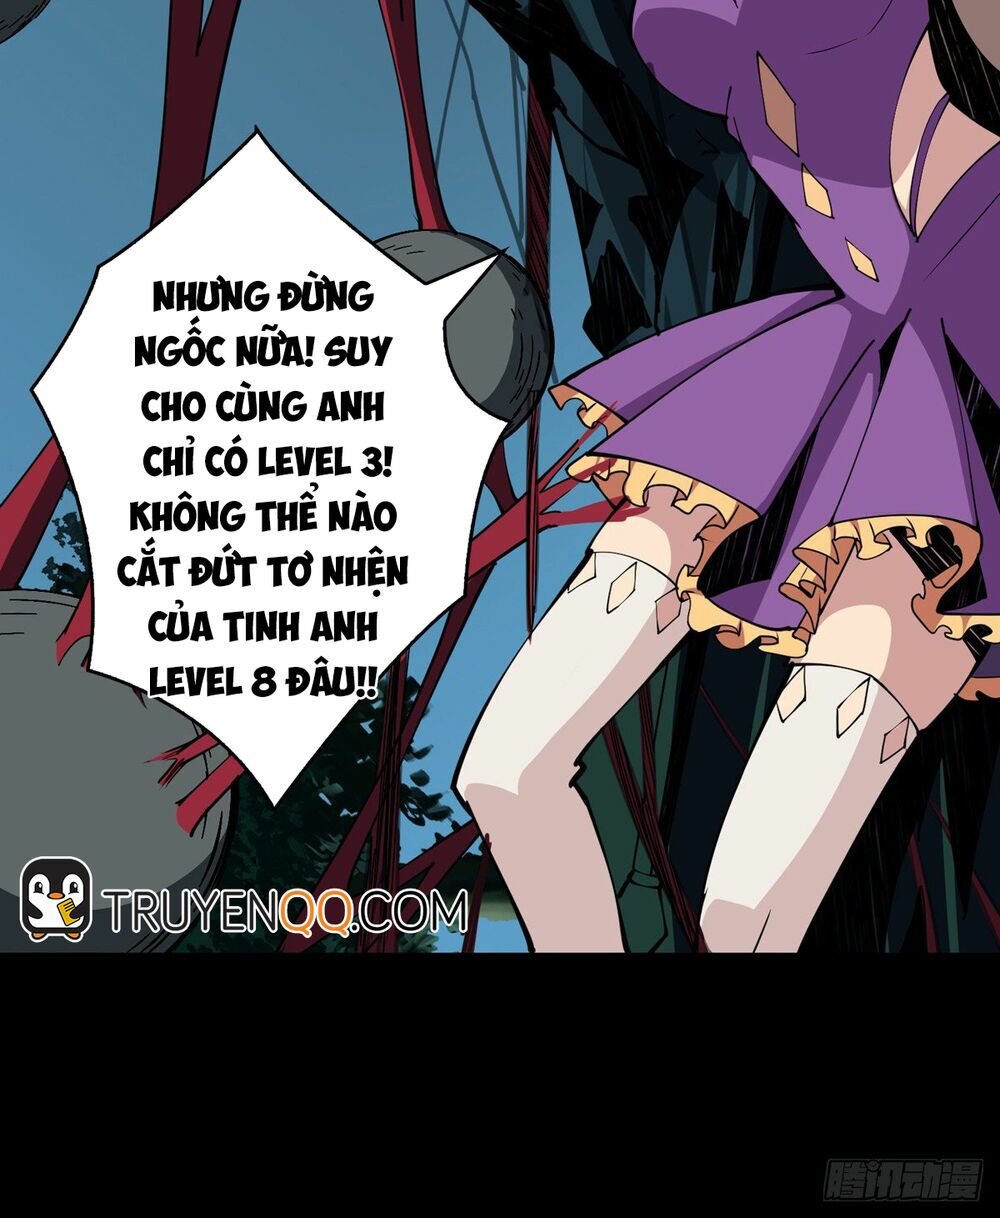 NHƯNG ĐỪNG
NGỐC NỮA! SUY
CHO CÙNG ANH
CHỈ CÓ LEVEL 3!
KHÔNG THỂ NÀO
CẮT ĐỨT TƠ NHỆN
CỦA TINH ANH
LEVEL 8 ĐÂU!!
TRUYENQQ.COM
腾讯动漫